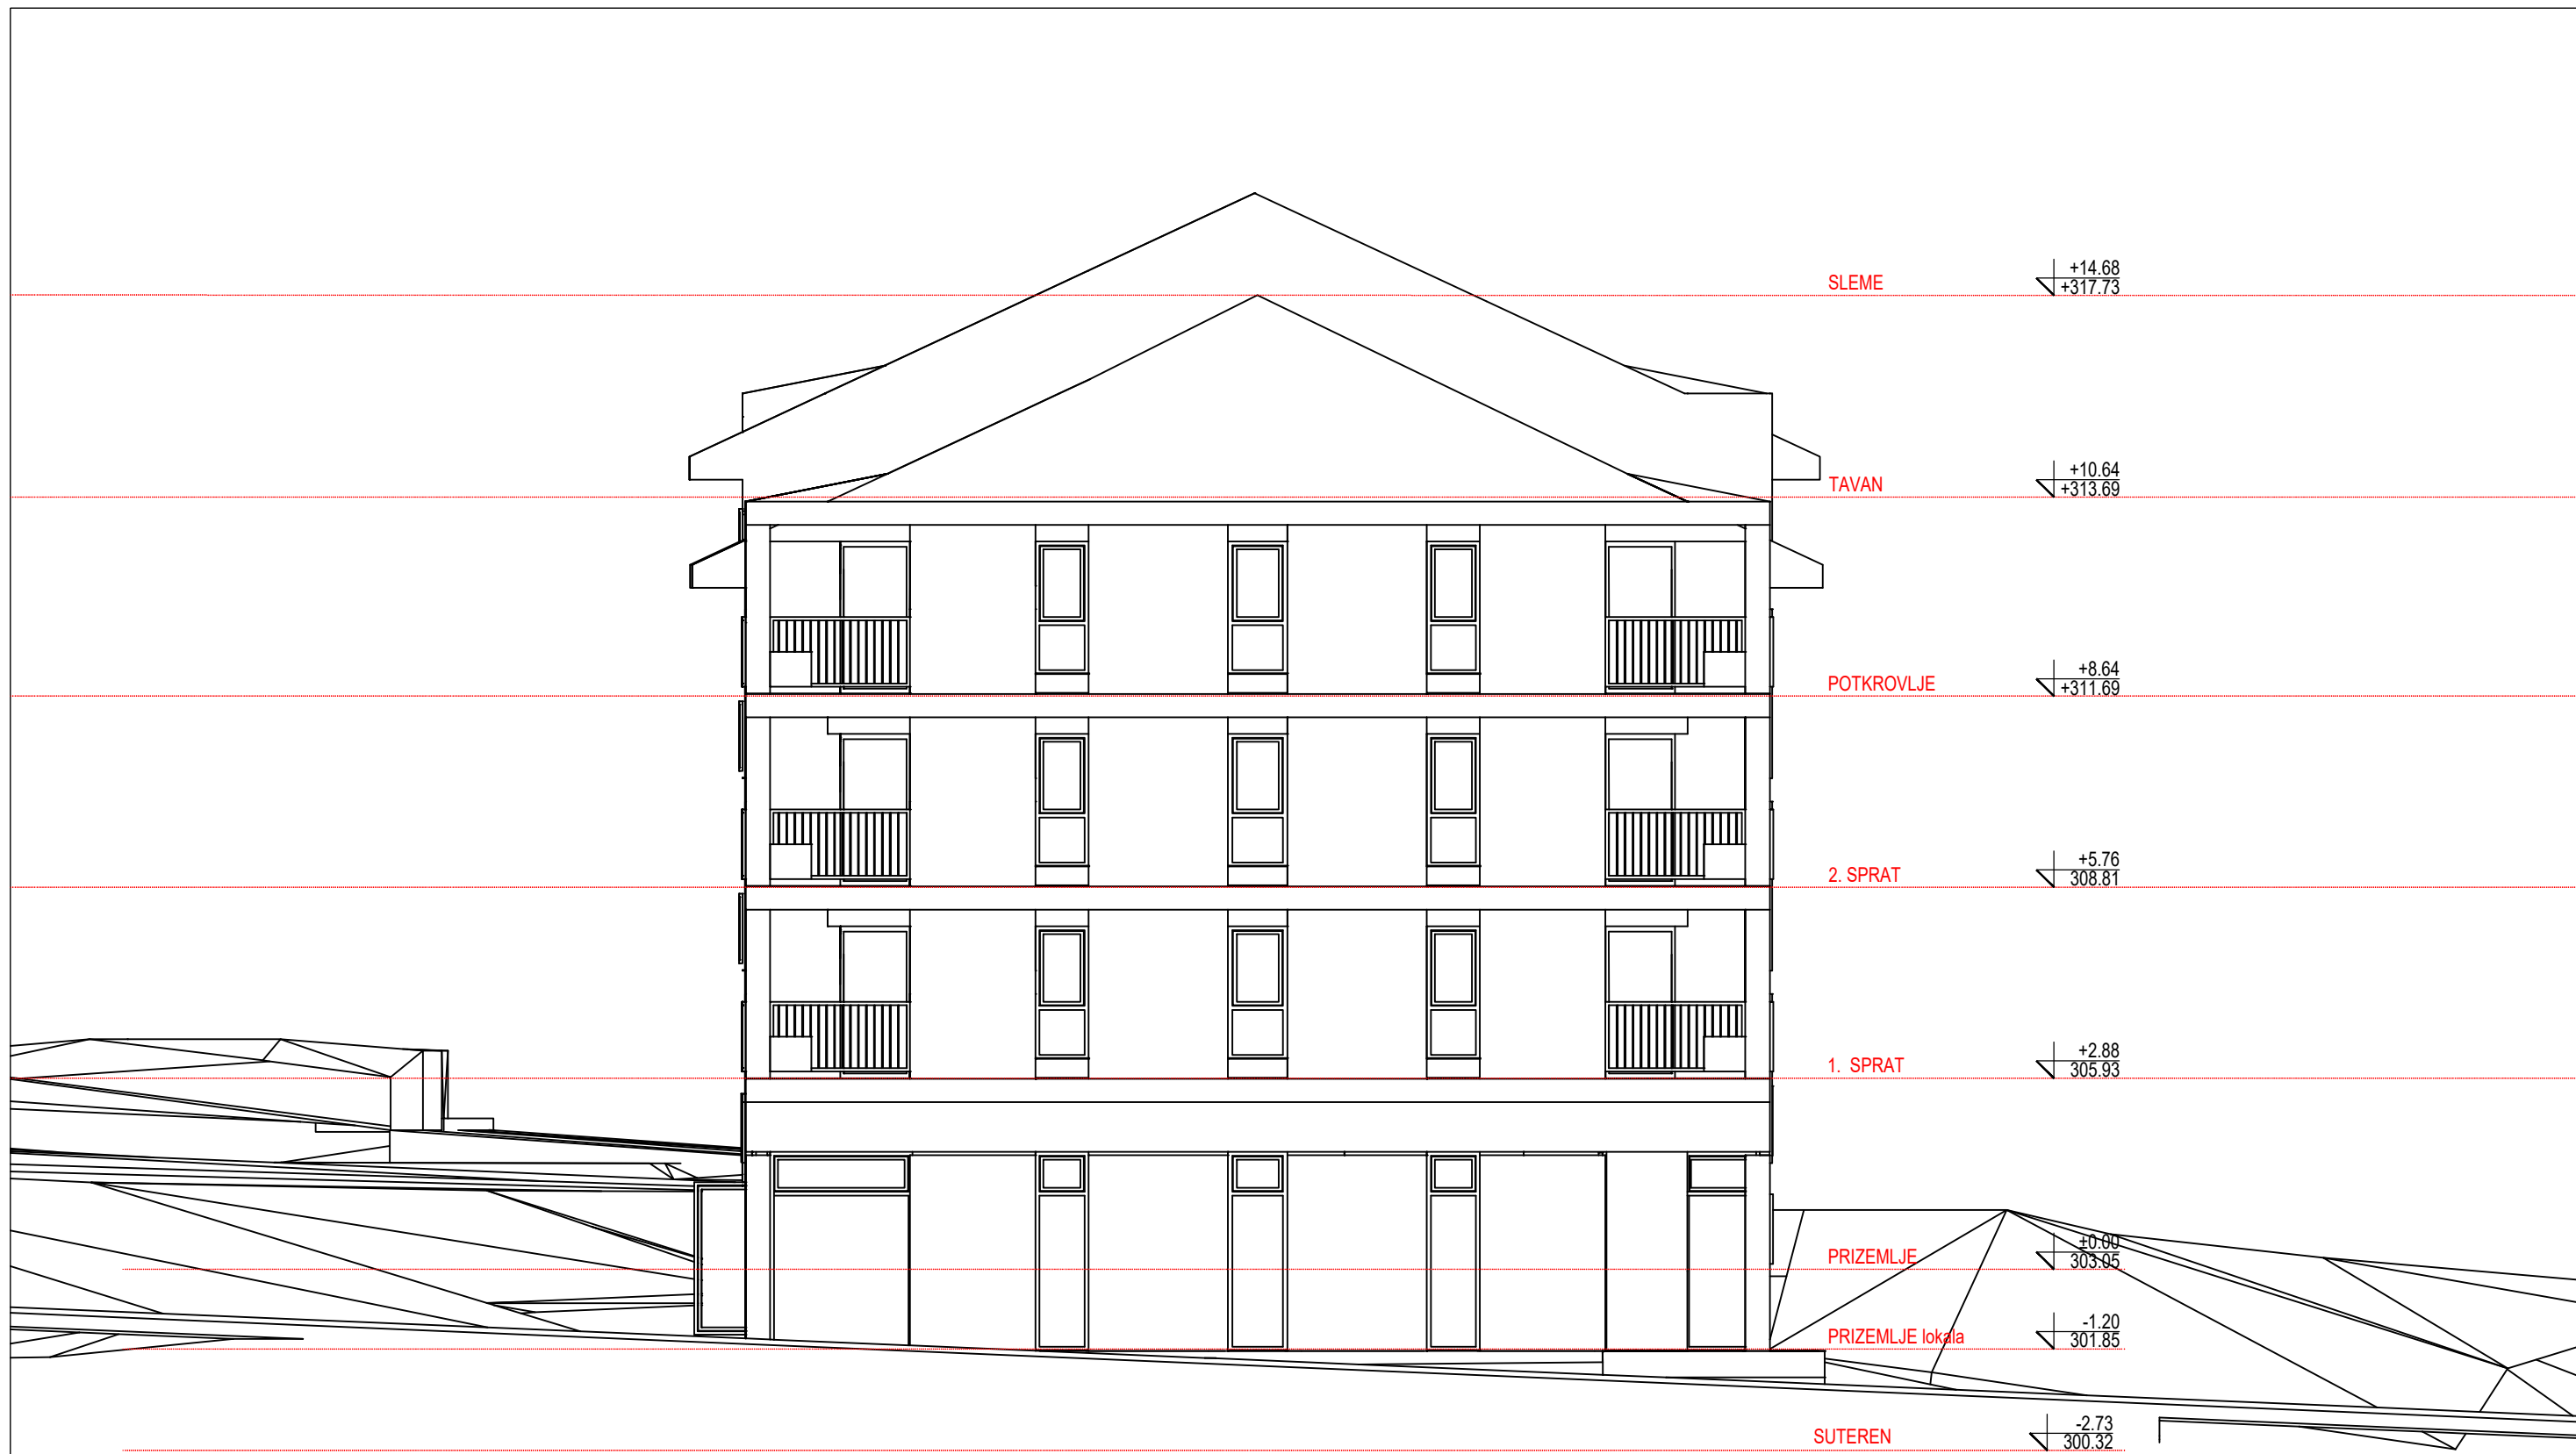 SLEME +14.68
+317.73
TAVAN +10.64
+313.69
POTKROVLJE +8.64
+311.69
2. SPRAT +5.76
308.81
1. SPRAT +2.88
305.93
PRIZEMLJE ±0.00
303.05
PRIZEMLJE lokala -1.20
301.85
SUTEREN -2.73
300.32